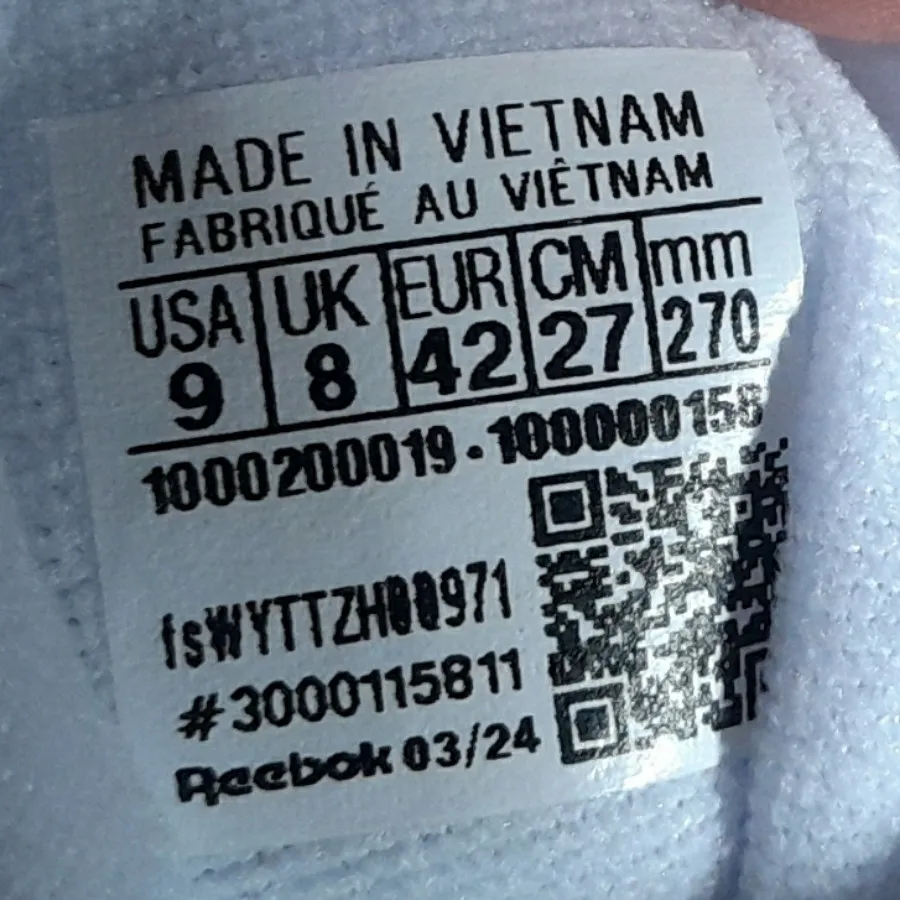 MADE IN VIETNAM
FABRIQUÉ AU VIÊTNAM
USA UK EUR CM mm
9 8 42 27 270
1000200019 - 100000158
fsWYTTZH00971
#3000115811
Reebok 03/24